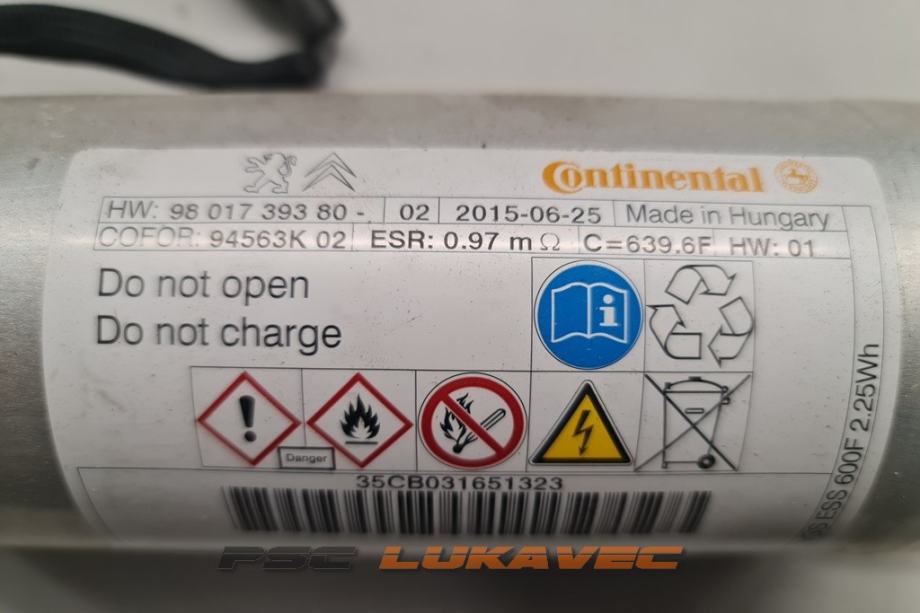 Continental
HW: 98 017 393 80 - 02 2015-06-25 Made in Hungary
COFOR: 94563K 02 ESR: 0.97 mΩ C=639.6F HW: 01
Do not open
Do not charge
Danger
35CB031651323
ESS 600F 2.25Wh
PSC LUKAVEC